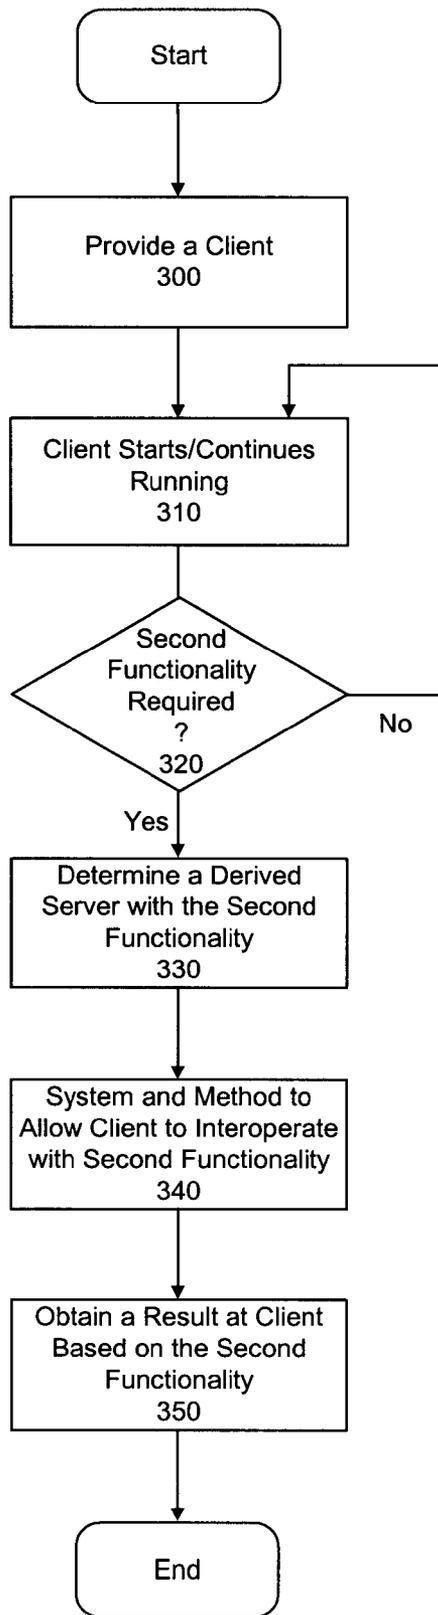 Start
Provide a Client
300
Client Starts/Continues
Running
310
Second
Functionality
Required
?
320
No
Yes
Determine a Derived
Server with the Second
Functionality
330
System and Method to
Allow Client to Interoperate
with Second Functionality
340
Obtain a Result at Client
Based on the Second
Functionality
350
End